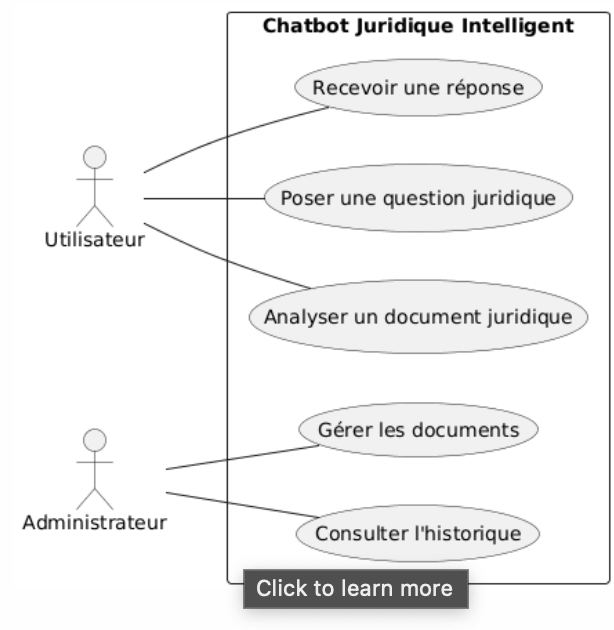 Chatbot Juridique Intelligent
Recevoir une réponse
Poser une question juridique
Utilisateur
Analyser un document juridique
Gérer les documents
Administrateur
Consulter l'historique
Click to learn more